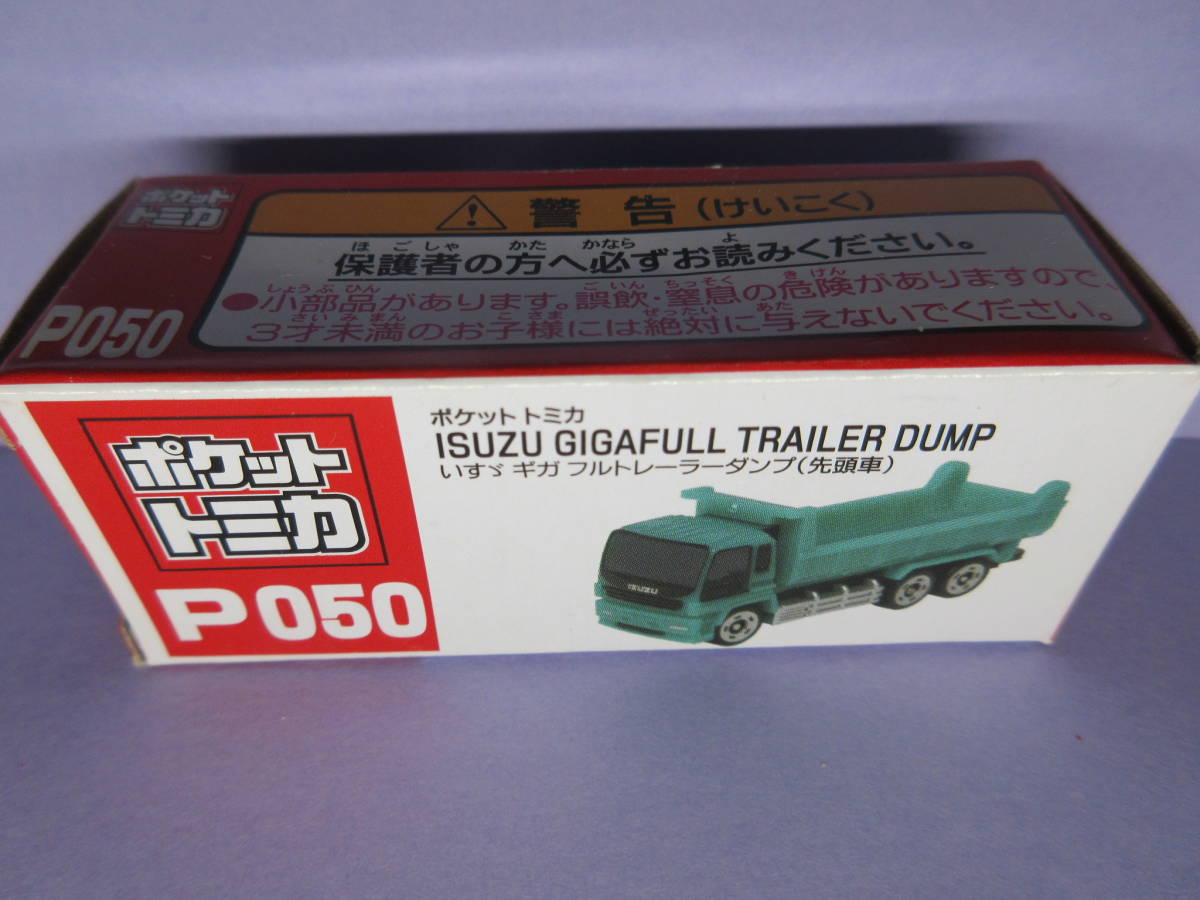 ポケット
トミカ
P050
警告 (けいこく)
ほごしゃ かた かなら よ
保護者の方へ必ずお読みください。
しょうぶひん ごいん ちっそく きけん
●小部品があります。誤飲・窒息の危険がありますので、
さいみまん こさま ぜったい あた
3才未満のお子様には絶対に与えないでください。
ポケット
トミカ
P050
ポケットトミカ
ISUZU GIGAFULL TRAILER DUMP
いすゞ ギガ フルトレーラーダンプ(先頭車)
ISUZU